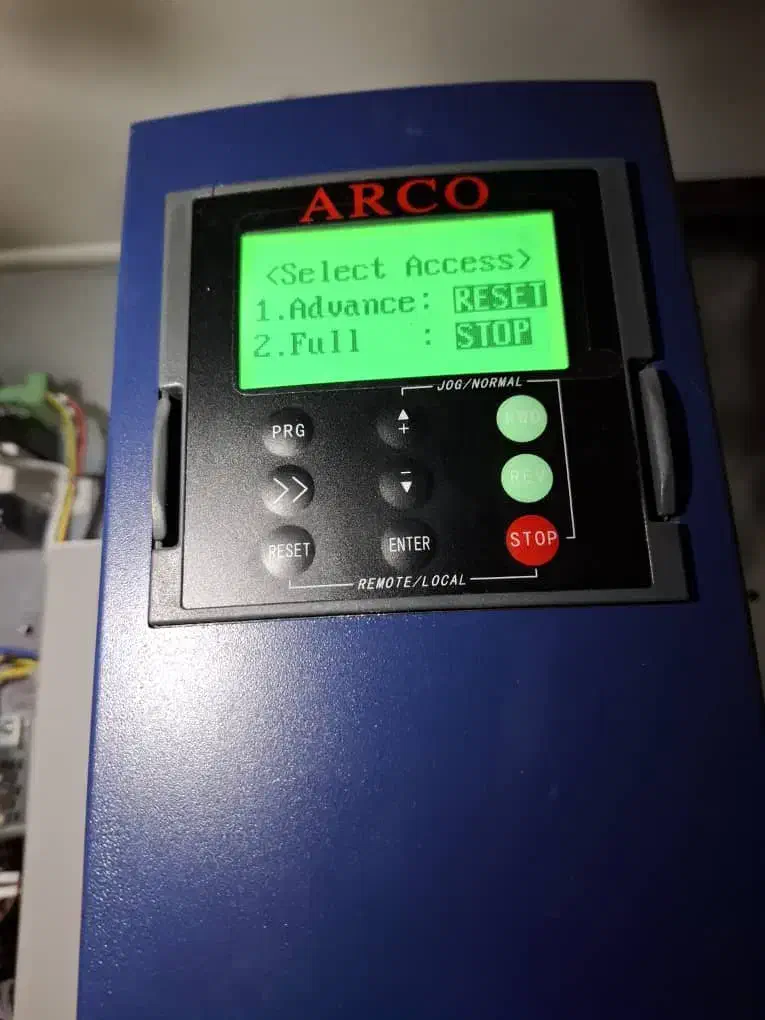 ARCO
<Select Access>
1.Advance: RESET
2.Full : STOP
JOG/NORMAL
PRG
+
FWD
>>
−
REV
RESET
ENTER
STOP
REMOTE/LOCAL